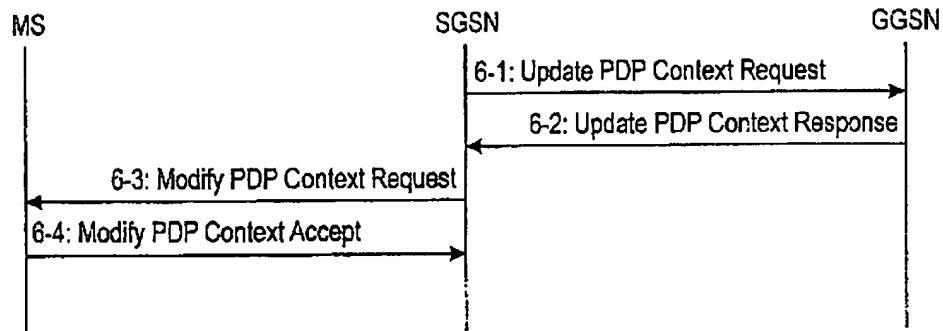 MS SGSN GGSN
6-1: Update PDP Context Request
6-2: Update PDP Context Response
6-3: Modify PDP Context Request
6-4: Modify PDP Context Accept